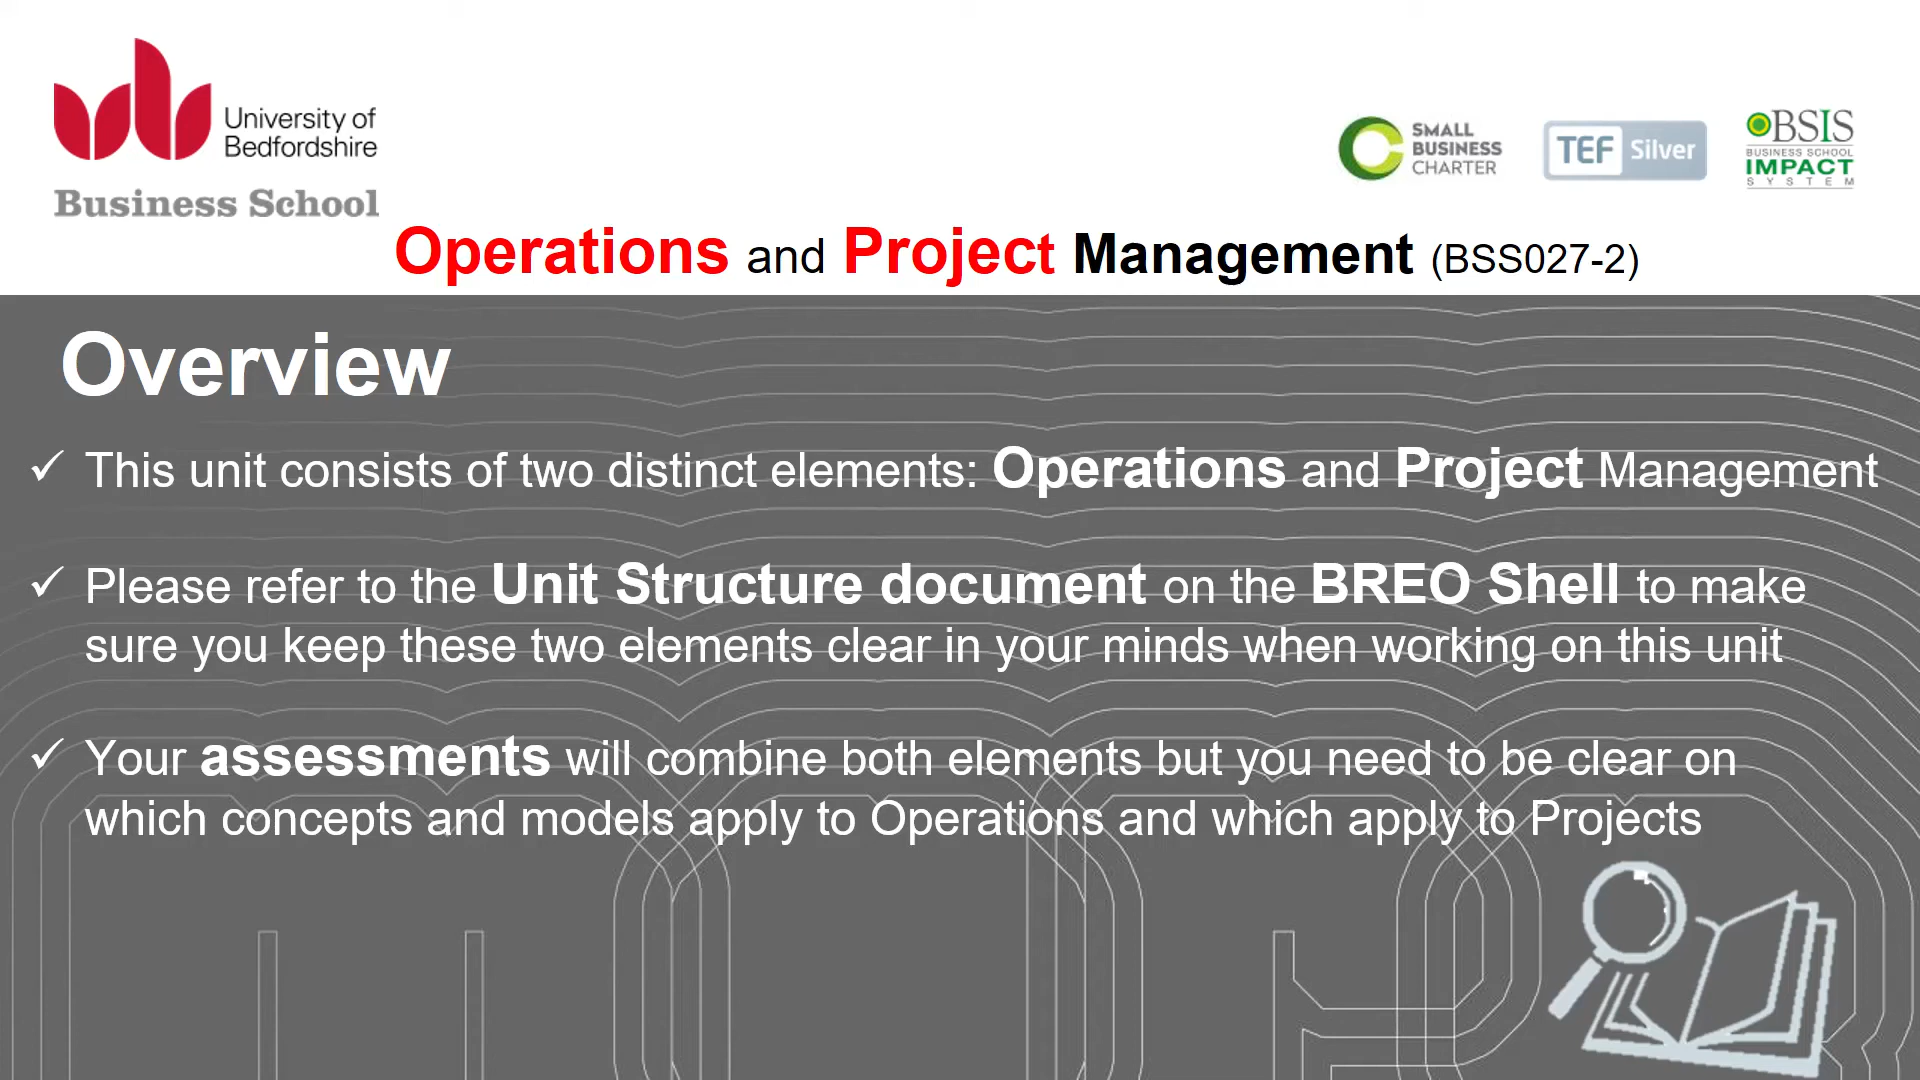 University of
Bedfordshire
Business School
SMALL
BUSINESS
CHARTER
TEF Silver
BSIS
BUSINESS SCHOOL
IMPACT
SYSTEM
Operations and Project Management (BSS027-2)
Overview
✓ This unit consists of two distinct elements: Operations and Project Management
✓ Please refer to the Unit Structure document on the BREO Shell to make
sure you keep these two elements clear in your minds when working on this unit
✓ Your assessments will combine both elements but you need to be clear on
which concepts and models apply to Operations and which apply to Projects